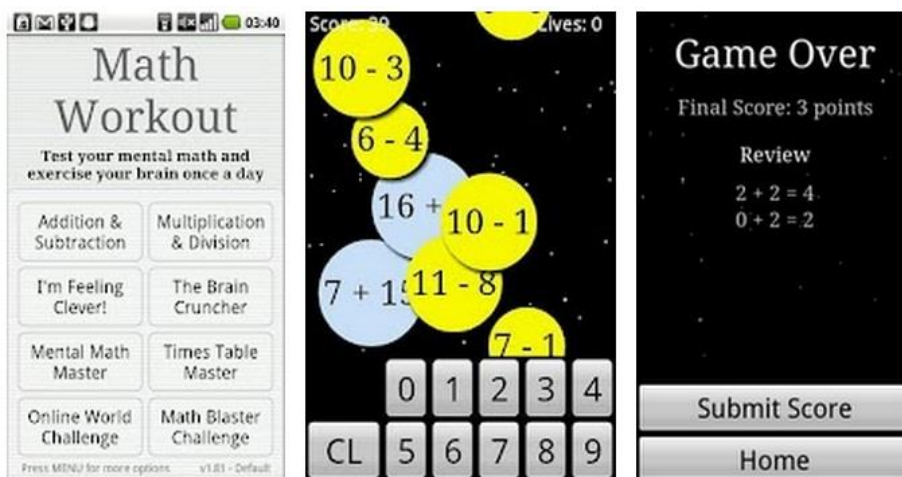 03:40
Math
Workout
Test your mental math and
exercise your brain once a day
Addition &
Subtraction
Multiplication
& Division
I'm Feeling
Clever!
The Brain
Cruncher
Mental Math
Master
Times Table
Master
Online World
Challenge
Math Blaster
Challenge
Press MENU for more options v1.81 - Default
Score: 39 Lives: 0
10 - 3
6 - 4
16 +
10 - 1
7 + 15
11 - 8
7 - 1
0 1 2 3 4
CL 5 6 7 8 9
Game Over
Final Score: 3 points
Review
2 + 2 = 4
0 + 2 = 2
Submit Score
Home